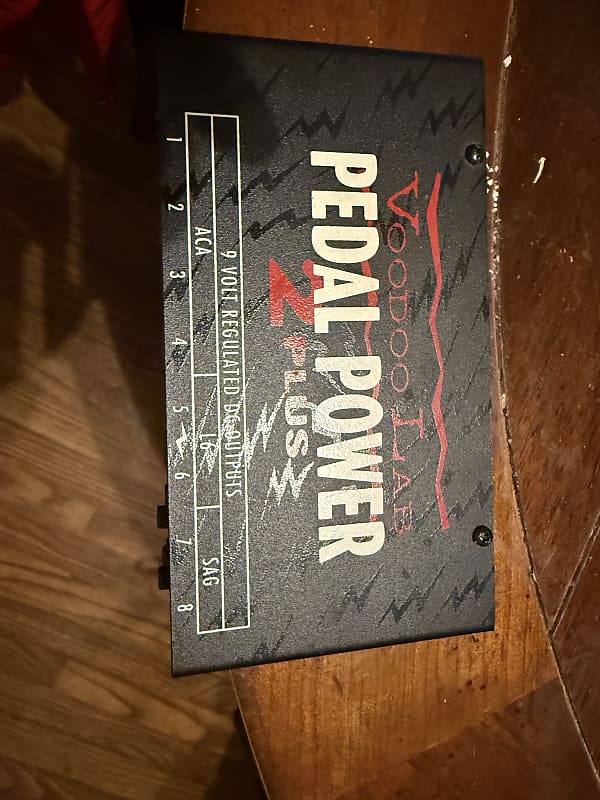 VOODOO LAB
PEDAL POWER
2 PLUS
9 VOLT REGULATED DC OUTPUTS
ACA L6 SAG
1 2 3 4 5 6 7 8